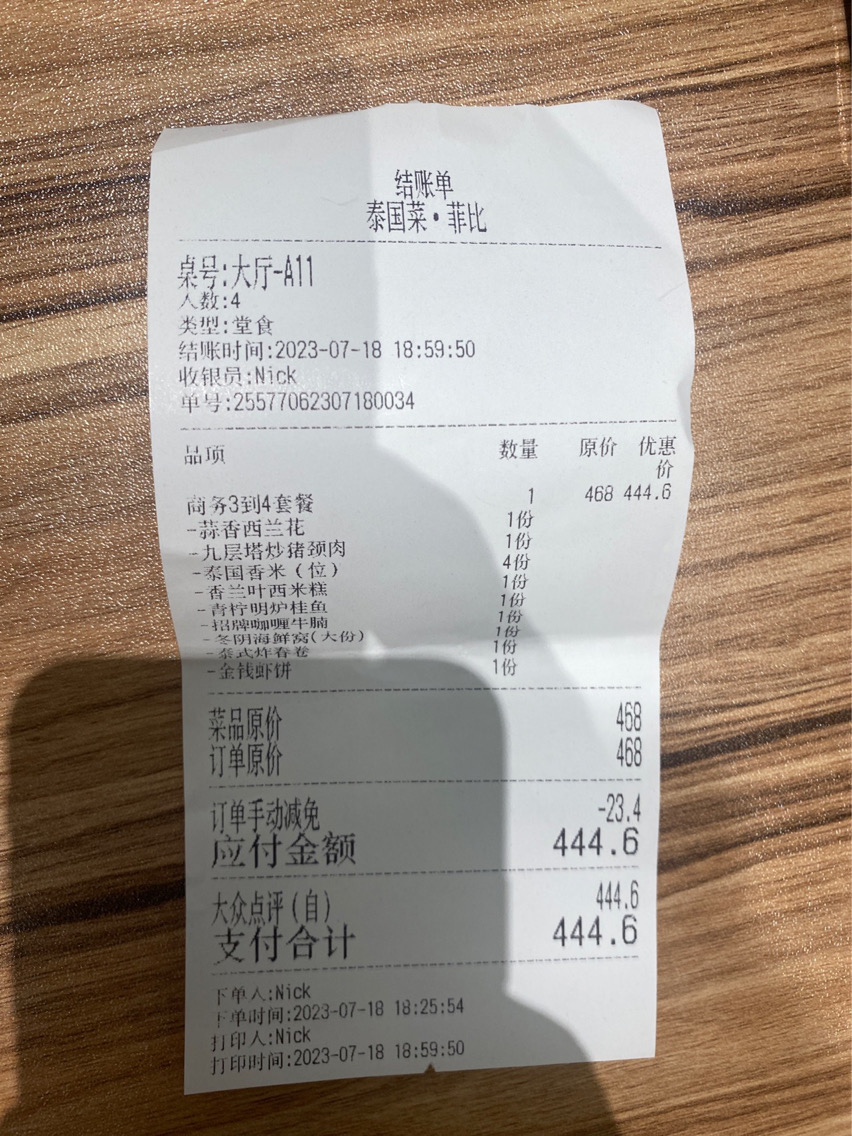 结账单
泰国菜·菲比
桌号:大厅-A11
人数:4
类型:堂食
结账时间:2023-07-18 18:59:50
收银员:Nick
单号:25577062307180034
品项 数量 原价 优惠价
商务3到4套餐 1 468 444.6
-蒜香西兰花 1份
-九层塔炒猪颈肉 1份
-泰国香米(位) 4份
-香兰叶西米糕 1份
-青柠明炉桂鱼 1份
-招牌咖喱牛腩 1份
-冬阴海鲜窝(大份) 1份
-泰式炸春卷 1份
-金钱虾饼 1份
菜品原价 468
订单原价 468
订单手动减免 -23.4
应付金额 444.6
大众点评(自) 444.6
支付合计 444.6
下单人:Nick
下单时间:2023-07-18 18:25:54
打印人:Nick
打印时间:2023-07-18 18:59:50